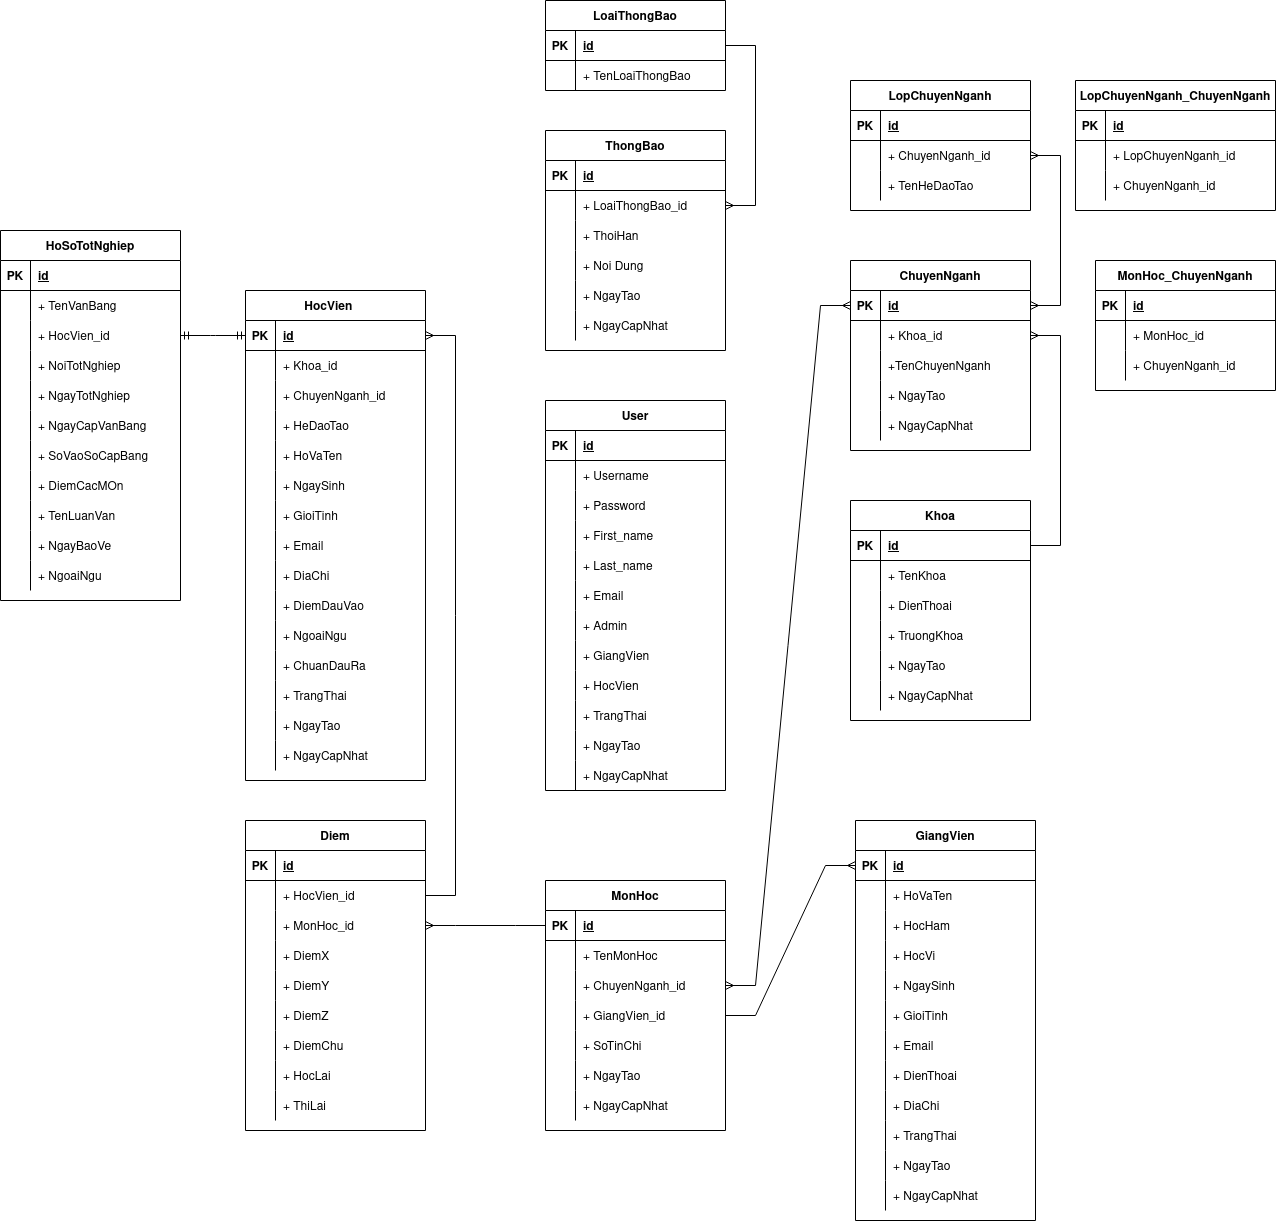 LoaiThongBao
PK id
+ TenLoaiThongBao
ThongBao
PK id
+ LoaiThongBao_id
+ ThoiHan
+ Noi Dung
+ NgayTao
+ NgayCapNhat
LopChuyenNganh
PK id
+ ChuyenNganh_id
+ TenHeDaoTao
LopChuyenNganh_ChuyenNganh
PK id
+ LopChuyenNganh_id
+ ChuyenNganh_id
HoSoTotNghiep
PK id
+ TenVanBang
+ HocVien_id
+ NoiTotNghiep
+ NgayTotNghiep
+ NgayCapVanBang
+ SoVaoSoCapBang
+ DiemCacMOn
+ TenLuanVan
+ NgayBaoVe
+ NgoaiNgu
HocVien
PK id
+ Khoa_id
+ ChuyenNganh_id
+ HeDaoTao
+ HoVaTen
+ NgaySinh
+ GioiTinh
+ Email
+ DiaChi
+ DiemDauVao
+ NgoaiNgu
+ ChuanDauRa
+ TrangThai
+ NgayTao
+ NgayCapNhat
ChuyenNganh
PK id
+ Khoa_id
+TenChuyenNganh
+ NgayTao
+ NgayCapNhat
MonHoc_ChuyenNganh
PK id
+ MonHoc_id
+ ChuyenNganh_id
User
PK id
+ Username
+ Password
+ First_name
+ Last_name
+ Email
+ Admin
+ GiangVien
+ HocVien
+ TrangThai
+ NgayTao
+ NgayCapNhat
Khoa
PK id
+ TenKhoa
+ DienThoai
+ TruongKhoa
+ NgayTao
+ NgayCapNhat
Diem
PK id
+ HocVien_id
+ MonHoc_id
+ DiemX
+ DiemY
+ DiemZ
+ DiemChu
+ HocLai
+ ThiLai
MonHoc
PK id
+ TenMonHoc
+ ChuyenNganh_id
+ GiangVien_id
+ SoTinChi
+ NgayTao
+ NgayCapNhat
GiangVien
PK id
+ HoVaTen
+ HocHam
+ HocVi
+ NgaySinh
+ GioiTinh
+ Email
+ DienThoai
+ DiaChi
+ TrangThai
+ NgayTao
+ NgayCapNhat